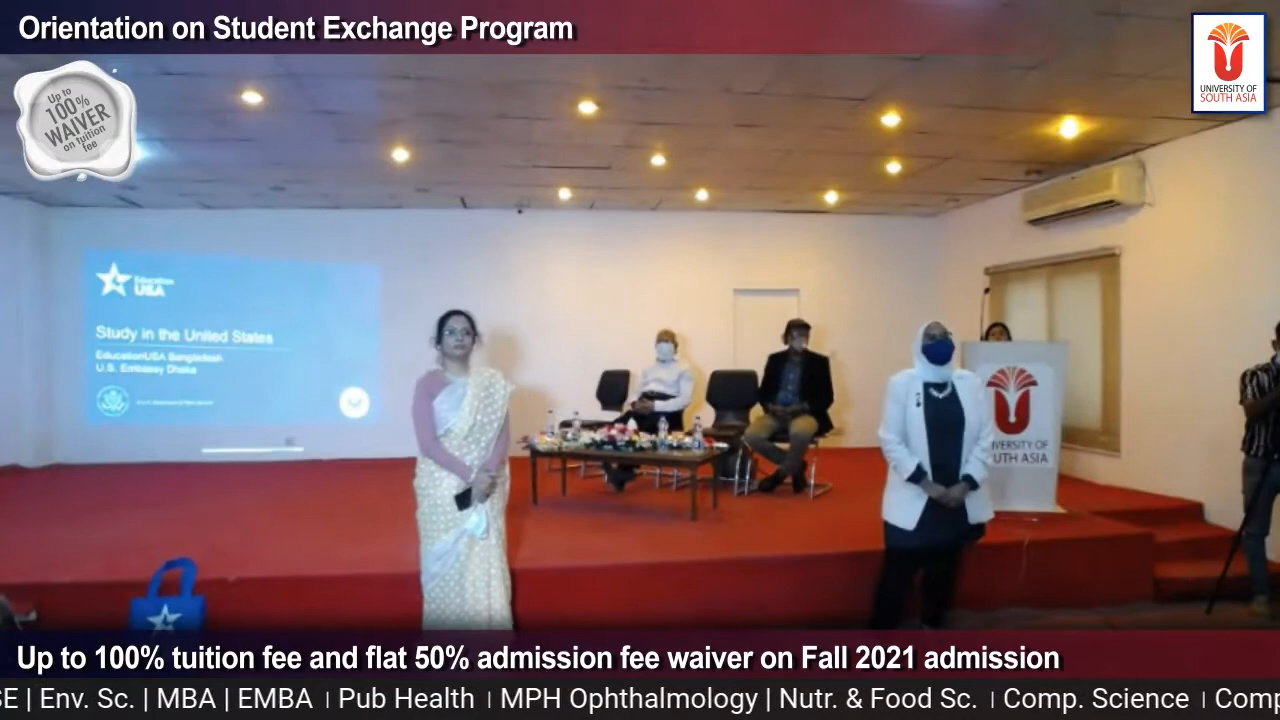 Orientation on Student Exchange Program
UNIVERSITY OF
SOUTH ASIA
Up to
100%
WAIVER
on tuition
fee
Education
USA
Study in the United States
EducationUSA Bangladesh
U.S. Embassy Dhaka
IVERSITY OF
UTH ASIA
Up to 100% tuition fee and flat 50% admission fee waiver on Fall 2021 admission
SE | Env. Sc. | MBA | EMBA | Pub Health | MPH Ophthalmology | Nutr. & Food Sc. | Comp. Science | Comp